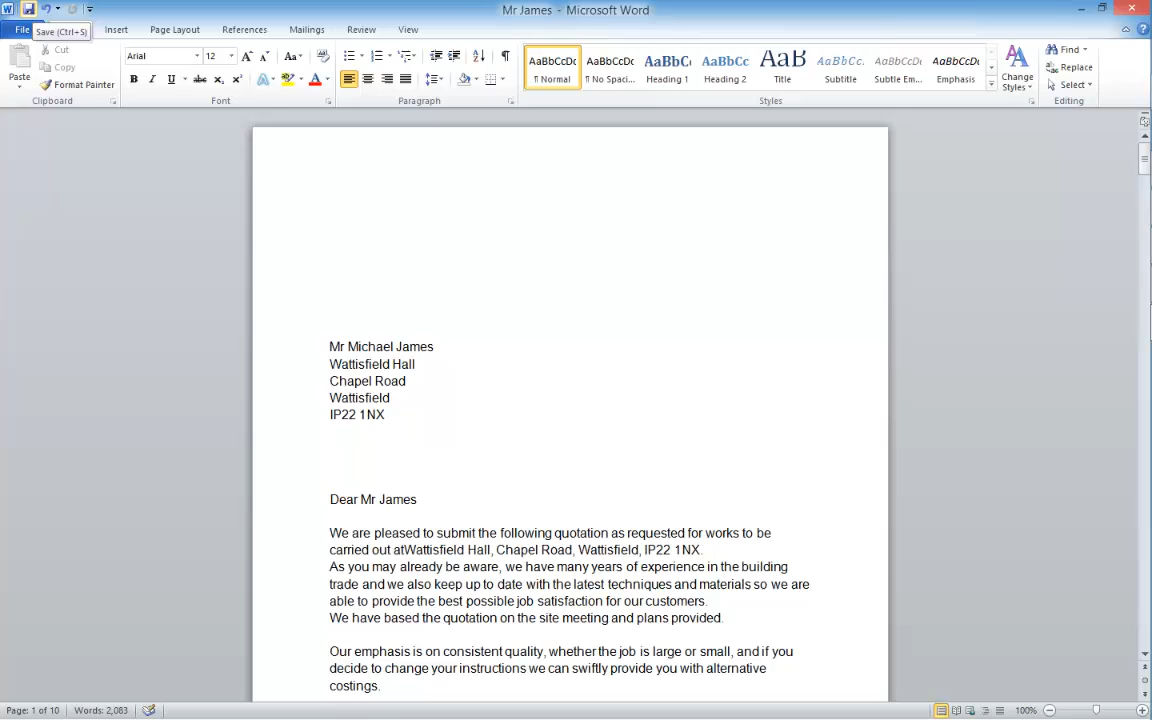 Mr James - Microsoft Word
File
Save (Ctrl+S)
Insert
Page Layout
References
Mailings
Review
View
Paste
Cut
Copy
Format Painter
Clipboard
Arial
12
Font
Paragraph
AaBbCcDc
¶ Normal
AaBbCcDc
¶ No Spaci...
AaBbC
Heading 1
AaBbCc
Heading 2
AaB
Title
AaBbCc.
Subtitle
AaBbCcDi
Subtle Em...
AaBbCcDi
Emphasis
Styles
Change
Styles
Find
Replace
Select
Editing
Mr Michael James
Wattisfield Hall
Chapel Road
Wattisfield
IP22 1NX
Dear Mr James
We are pleased to submit the following quotation as requested for works to be
carried out atWattisfield Hall, Chapel Road, Wattisfield, IP22 1NX.
As you may already be aware, we have many years of experience in the building
trade and we also keep up to date with the latest techniques and materials so we are
able to provide the best possible job satisfaction for our customers.
We have based the quotation on the site meeting and plans provided.
Our emphasis is on consistent quality, whether the job is large or small, and if you
decide to change your instructions we can swiftly provide you with alternative
costings.
Page: 1 of 10
Words: 2,083
100%